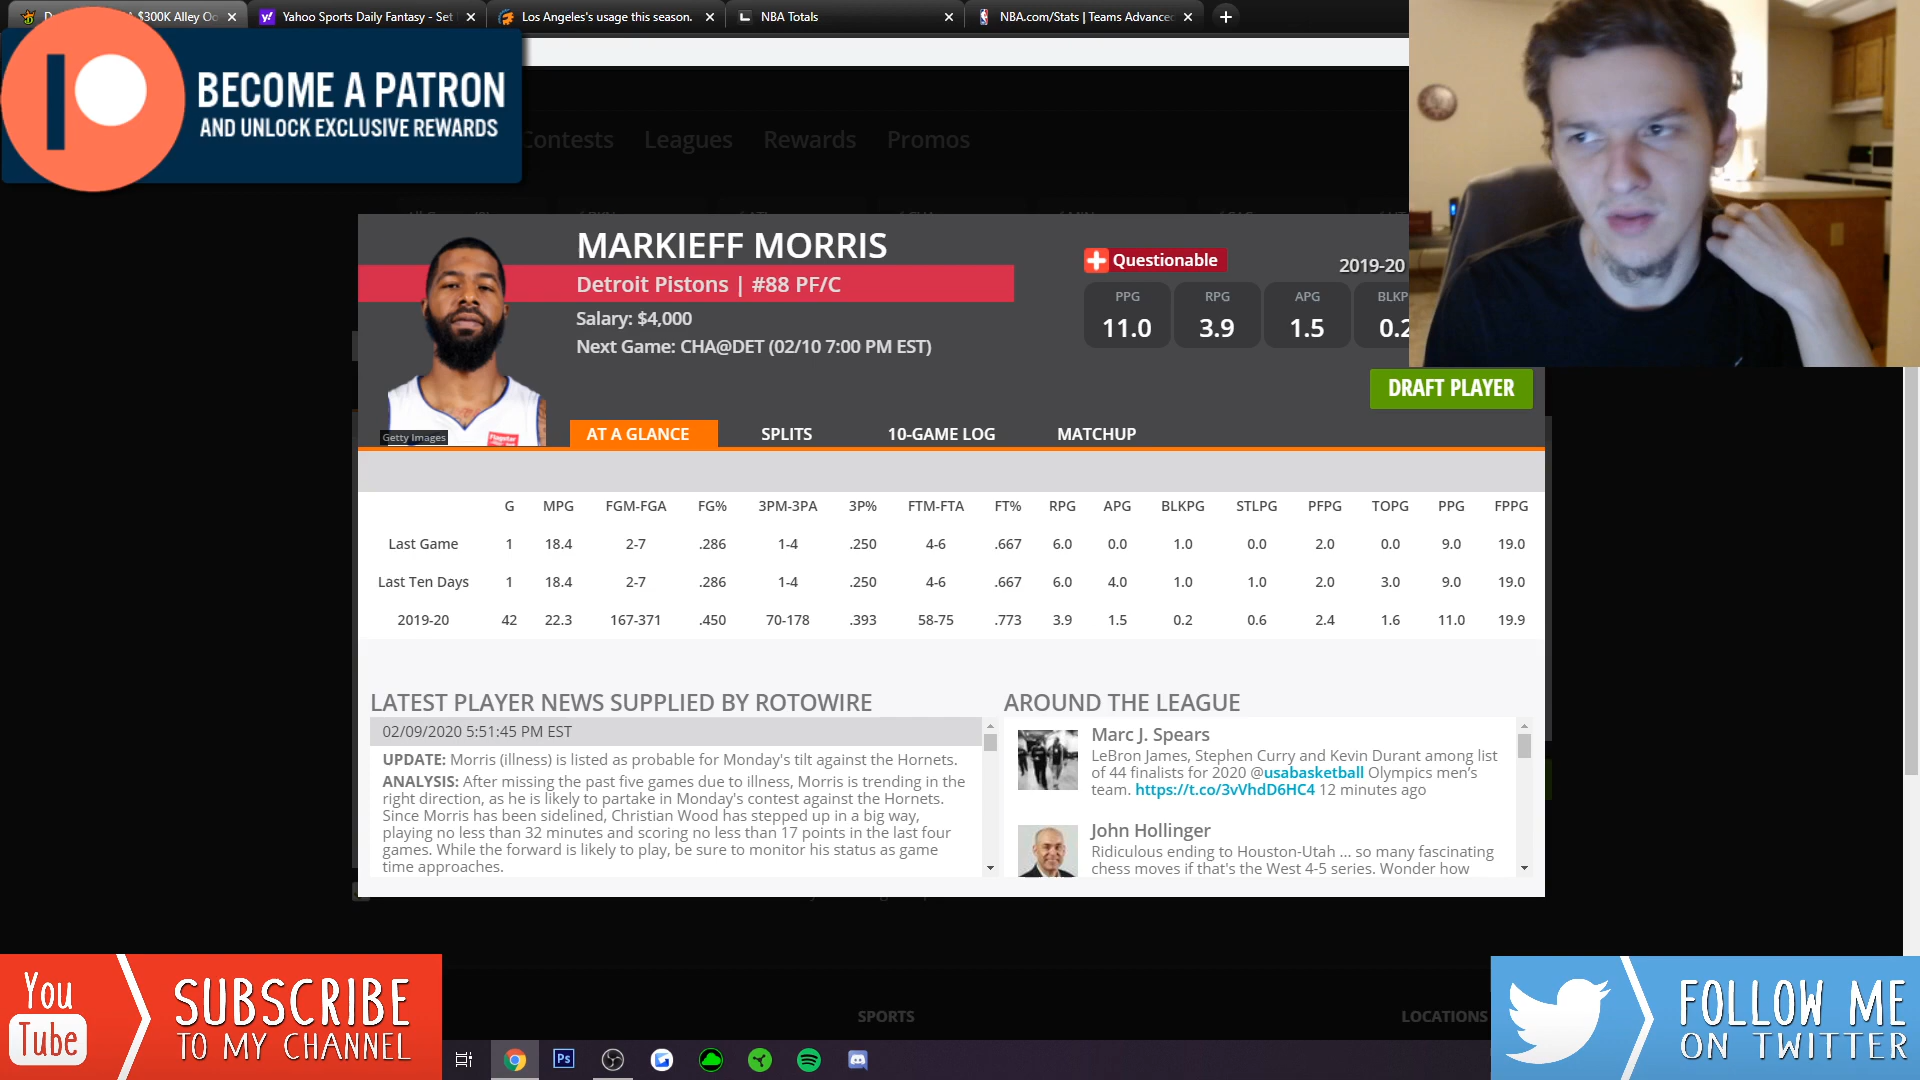 $300K Alley Oo
Yahoo Sports Daily Fantasy - Set
Los Angeles's usage this season.
NBA Totals
NBA.com/Stats | Teams Advanced
BECOME A PATRON
AND UNLOCK EXCLUSIVE REWARDS
Contests Leagues Rewards Promos
MARKIEFF MORRIS
Detroit Pistons | #88 PF/C
Salary: $4,000
Next Game: CHA@DET (02/10 7:00 PM EST)
Questionable
2019-20
PPG RPG APG BLKP
11.0 3.9 1.5 0.2
DRAFT PLAYER
Getty Images
AT A GLANCE SPLITS 10-GAME LOG MATCHUP
G MPG FGM-FGA FG% 3PM-3PA 3P% FTM-FTA FT% RPG APG BLKPG STLPG PFPG TOPG PPG FPPG
Last Game 1 18.4 2-7 .286 1-4 .250 4-6 .667 6.0 0.0 1.0 0.0 2.0 0.0 9.0 19.0
Last Ten Days 1 18.4 2-7 .286 1-4 .250 4-6 .667 6.0 4.0 1.0 1.0 2.0 3.0 9.0 19.0
2019-20 42 22.3 167-371 .450 70-178 .393 58-75 .773 3.9 1.5 0.2 0.6 2.4 1.6 11.0 19.9
LATEST PLAYER NEWS SUPPLIED BY ROTOWIRE
02/09/2020 5:51:45 PM EST
UPDATE: Morris (illness) is listed as probable for Monday's tilt against the Hornets.
ANALYSIS: After missing the past five games due to illness, Morris is trending in the
right direction, as he is likely to partake in Monday's contest against the Hornets.
Since Morris has been sidelined, Christian Wood has stepped up in a big way,
playing no less than 32 minutes and scoring no less than 17 points in the last four
games. While the forward is likely to play, be sure to monitor his status as game
time approaches.
AROUND THE LEAGUE
Marc J. Spears
LeBron James, Stephen Curry and Kevin Durant among list
of 44 finalists for 2020 @usabasketball Olympics men's
team. https://t.co/3vVhdD6HC4 12 minutes ago
John Hollinger
Ridiculous ending to Houston-Utah ... so many fascinating
chess moves if that's the West 4-5 series. Wonder how
SPORTS
LOCATIONS
You
Tube
SUBSCRIBE
TO MY CHANNEL
Ps
FOLLOW ME
ON TWITTER